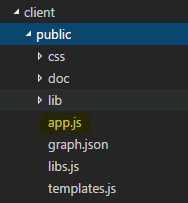 client
public
css
doc
lib
app.js
graph.json
libs.js
templates.js